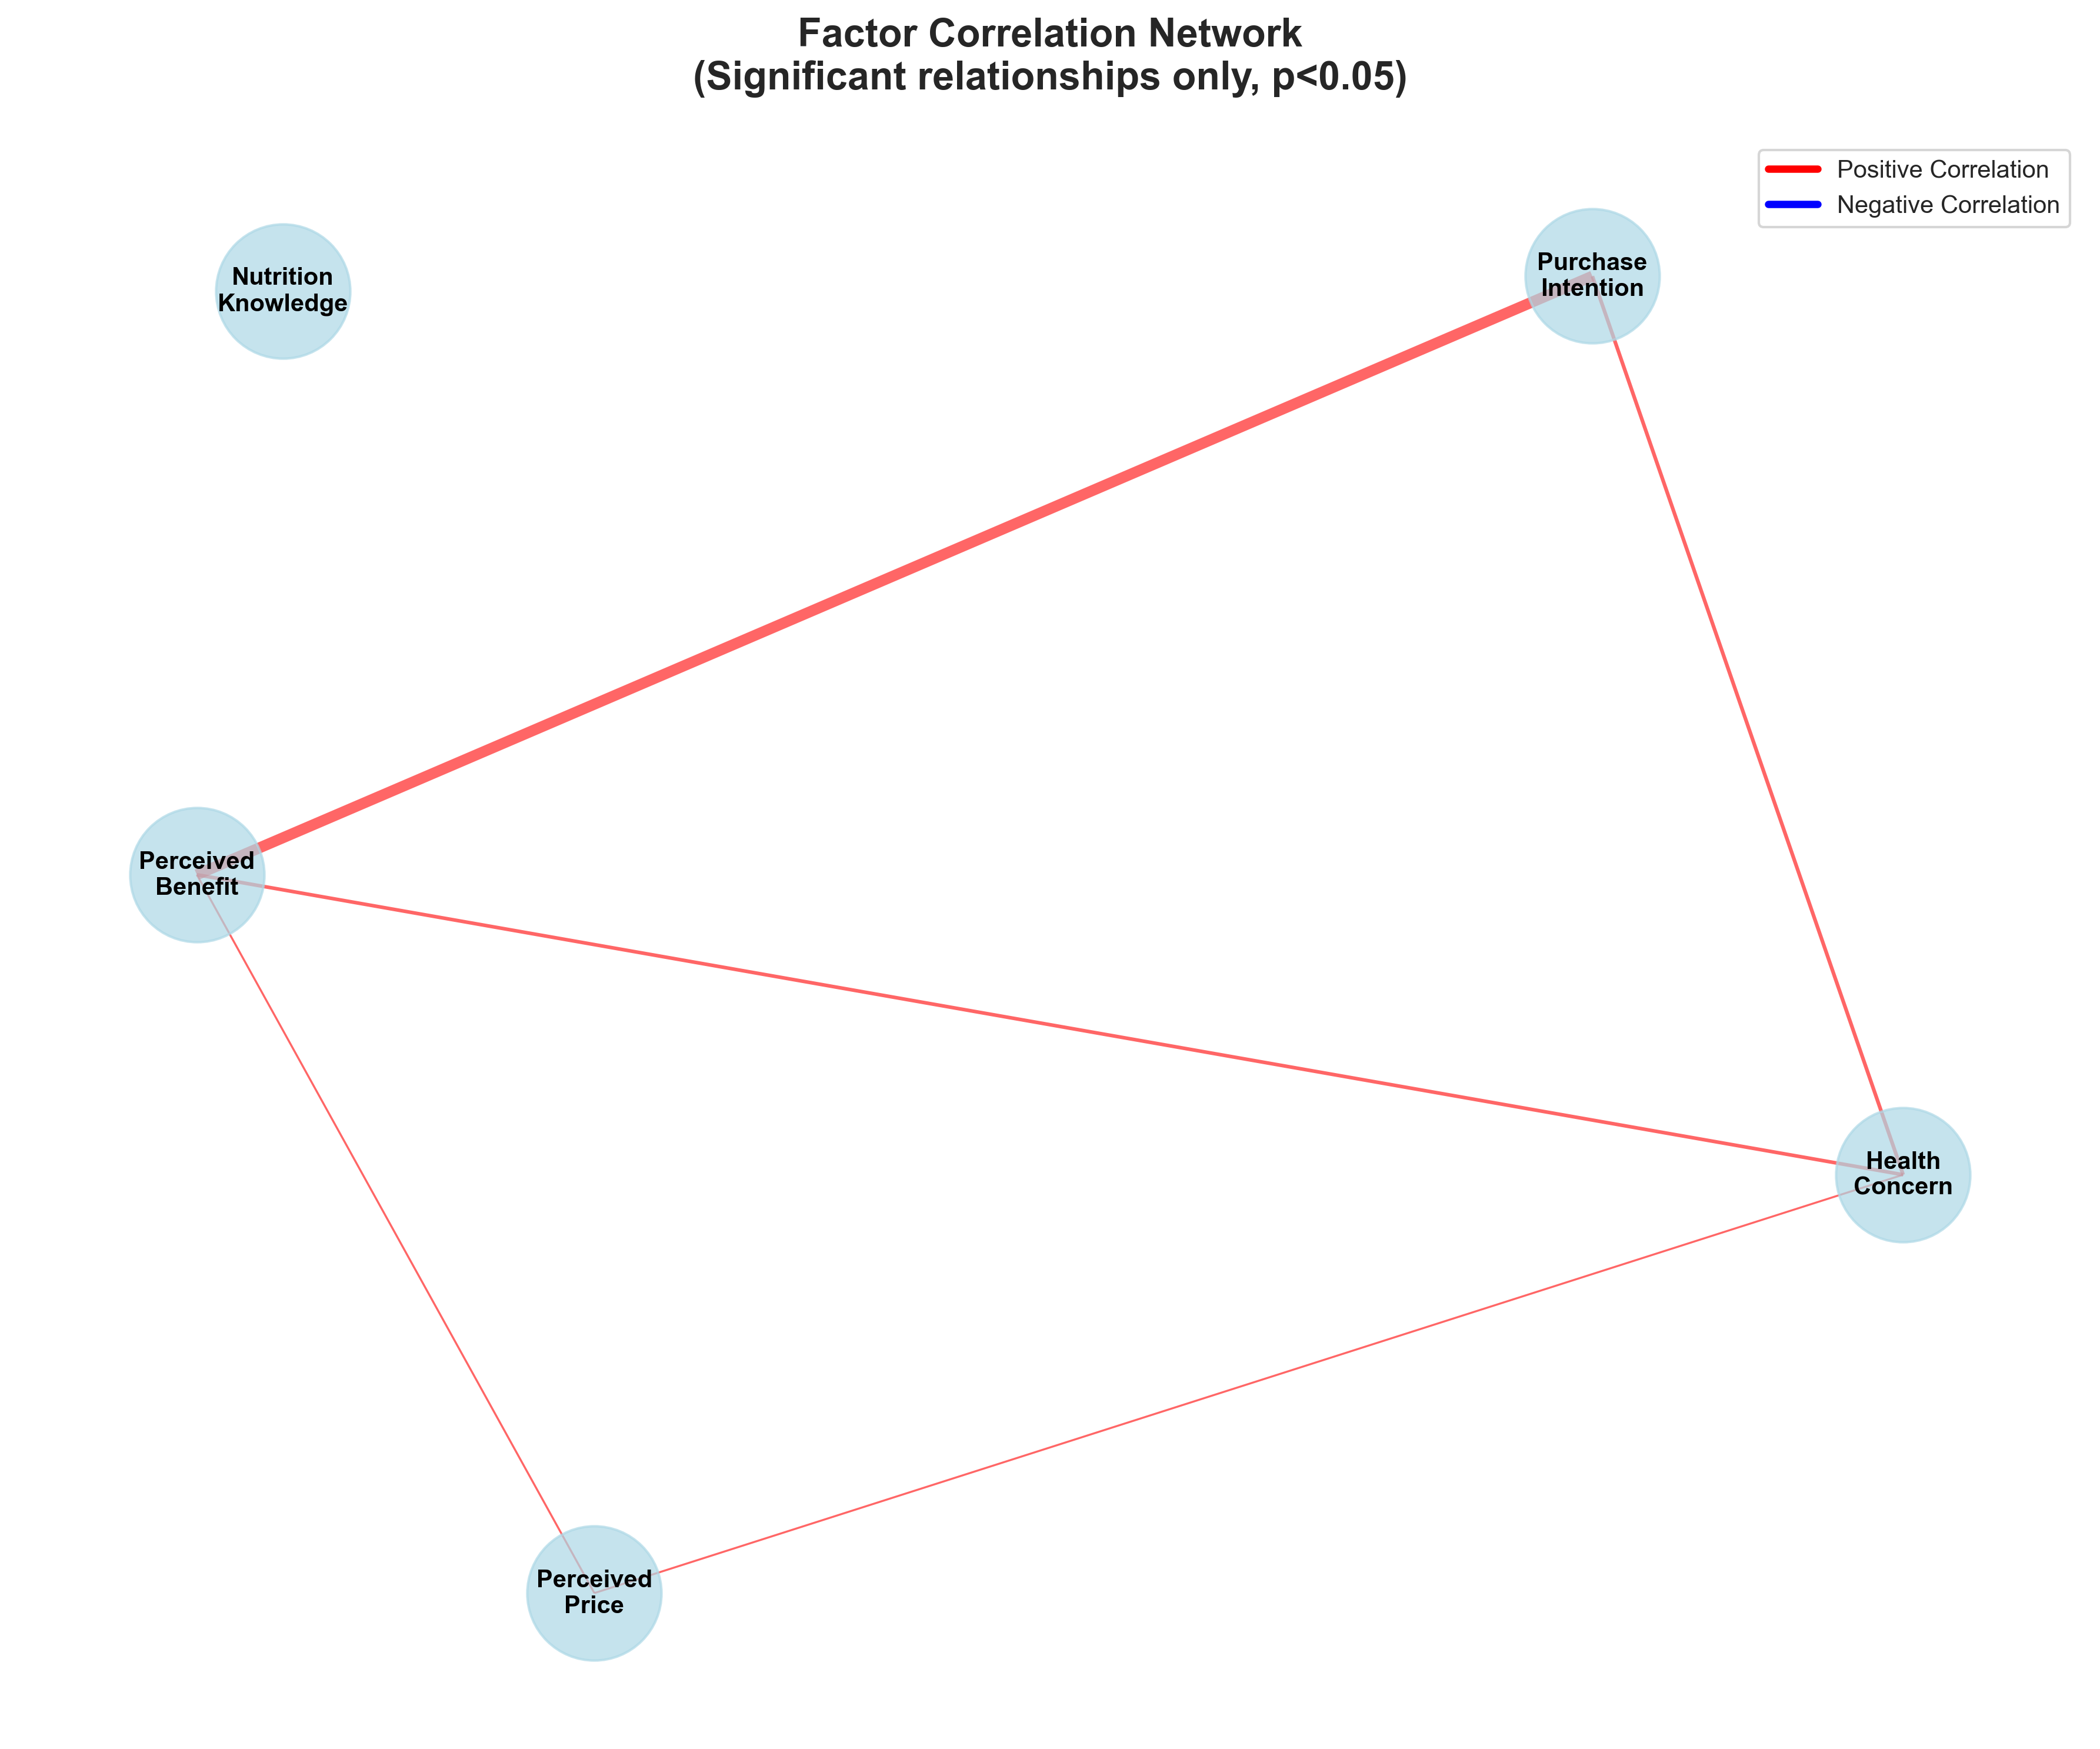 Factor Correlation Network
(Significant relationships only, p<0.05)
Positive Correlation
Negative Correlation
Nutrition
Knowledge
Purchase
Intention
Perceived
Benefit
Health
Concern
Perceived
Price